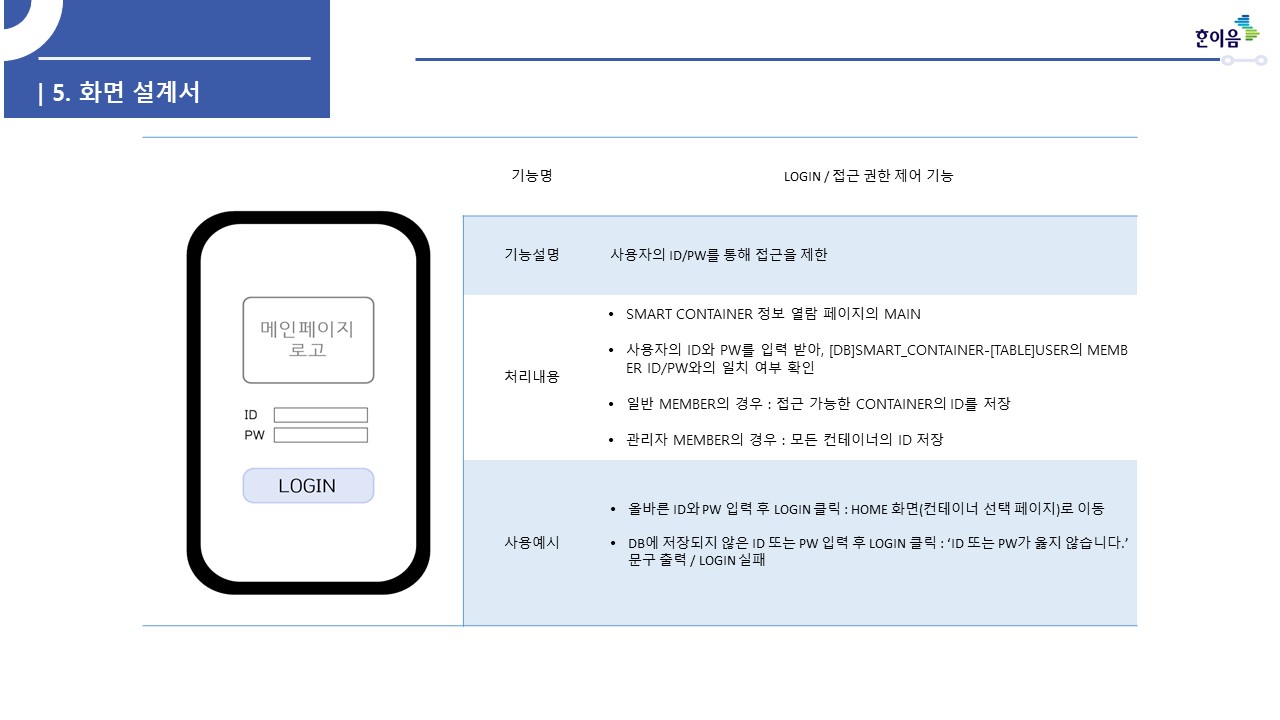 | 5. 화면 설계서
한이음
기능명
LOGIN / 접근 권한 제어 기능
메인페이지
로고
ID
PW
LOGIN
기능설명
사용자의 ID/PW를 통해 접근을 제한
처리내용
• SMART CONTAINER 정보 열람 페이지의 MAIN
• 사용자의 ID와 PW를 입력 받아, [DB]SMART_CONTAINER-[TABLE]USER의 MEMB
ER ID/PW와의 일치 여부 확인
• 일반 MEMBER의 경우 : 접근 가능한 CONTAINER의 ID를 저장
• 관리자 MEMBER의 경우 : 모든 컨테이너의 ID 저장
사용예시
• 올바른 ID와 PW 입력 후 LOGIN 클릭 : HOME 화면(컨테이너 선택 페이지)로 이동
• DB에 저장되지 않은 ID 또는 PW 입력 후 LOGIN 클릭 : ‘ID 또는 PW가 옳지 않습니다.’
문구 출력 / LOGIN 실패